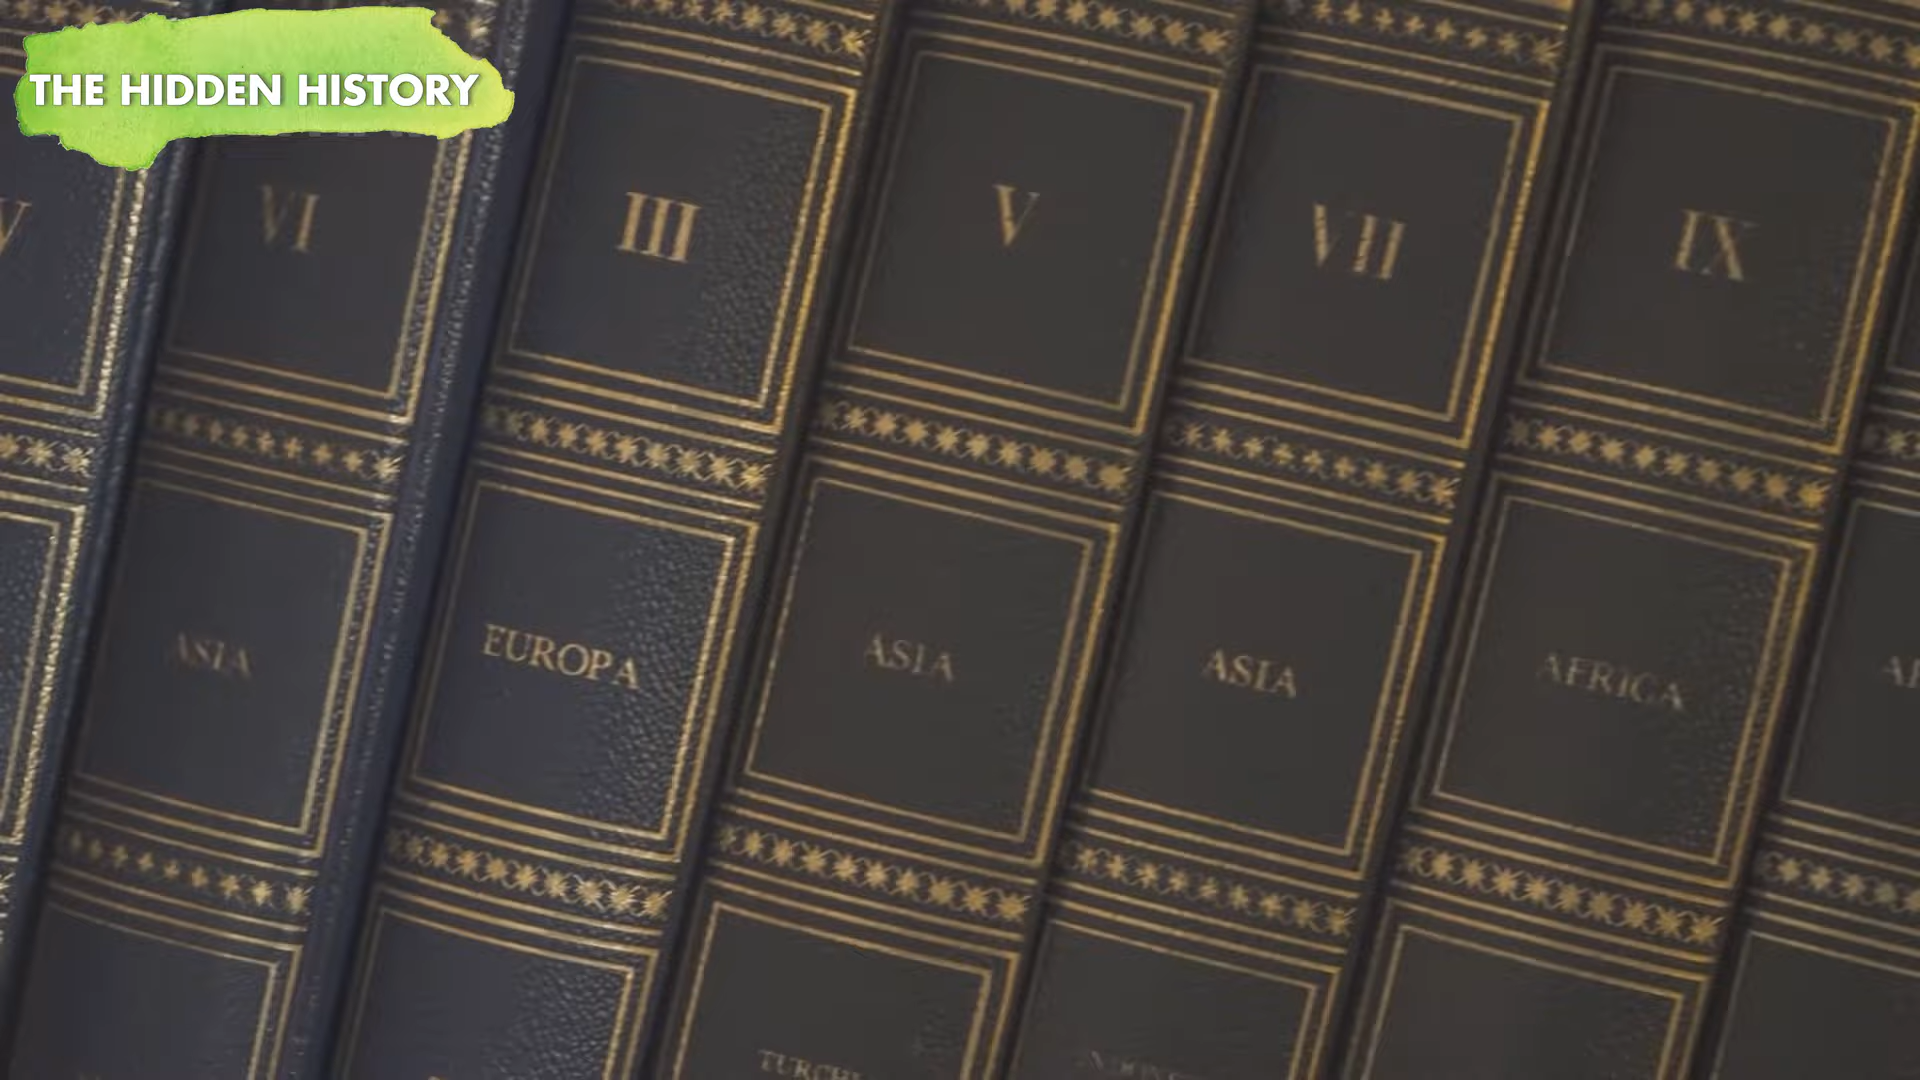 THE HIDDEN HISTORY
V
VI
III
V
VII
IX
ASIA
EUROPA
ASIA
ASIA
AFRICA